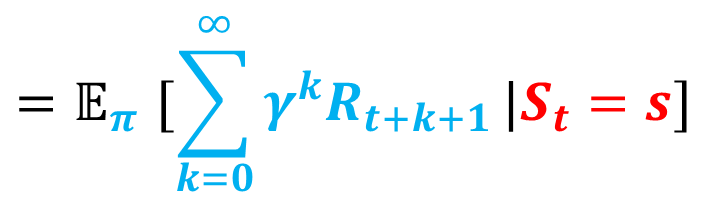 = 𝔼_π [∑_{k=0}^{∞} γ^k R_{t+k+1} |S_t = s]